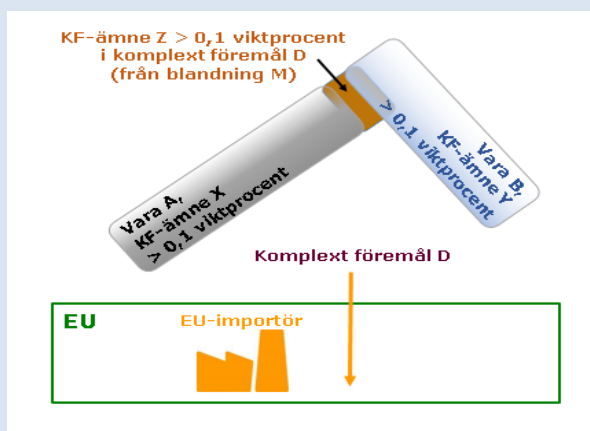 KF-ämne Z > 0,1 viktprocent
i komplext föremål D
(från blandning M)
Vara A,
KF-ämne X
> 0,1 viktprocent
Vara B,
KF-ämne Y
> 0,1 viktprocent
Komplext föremål D
EU
EU-importör